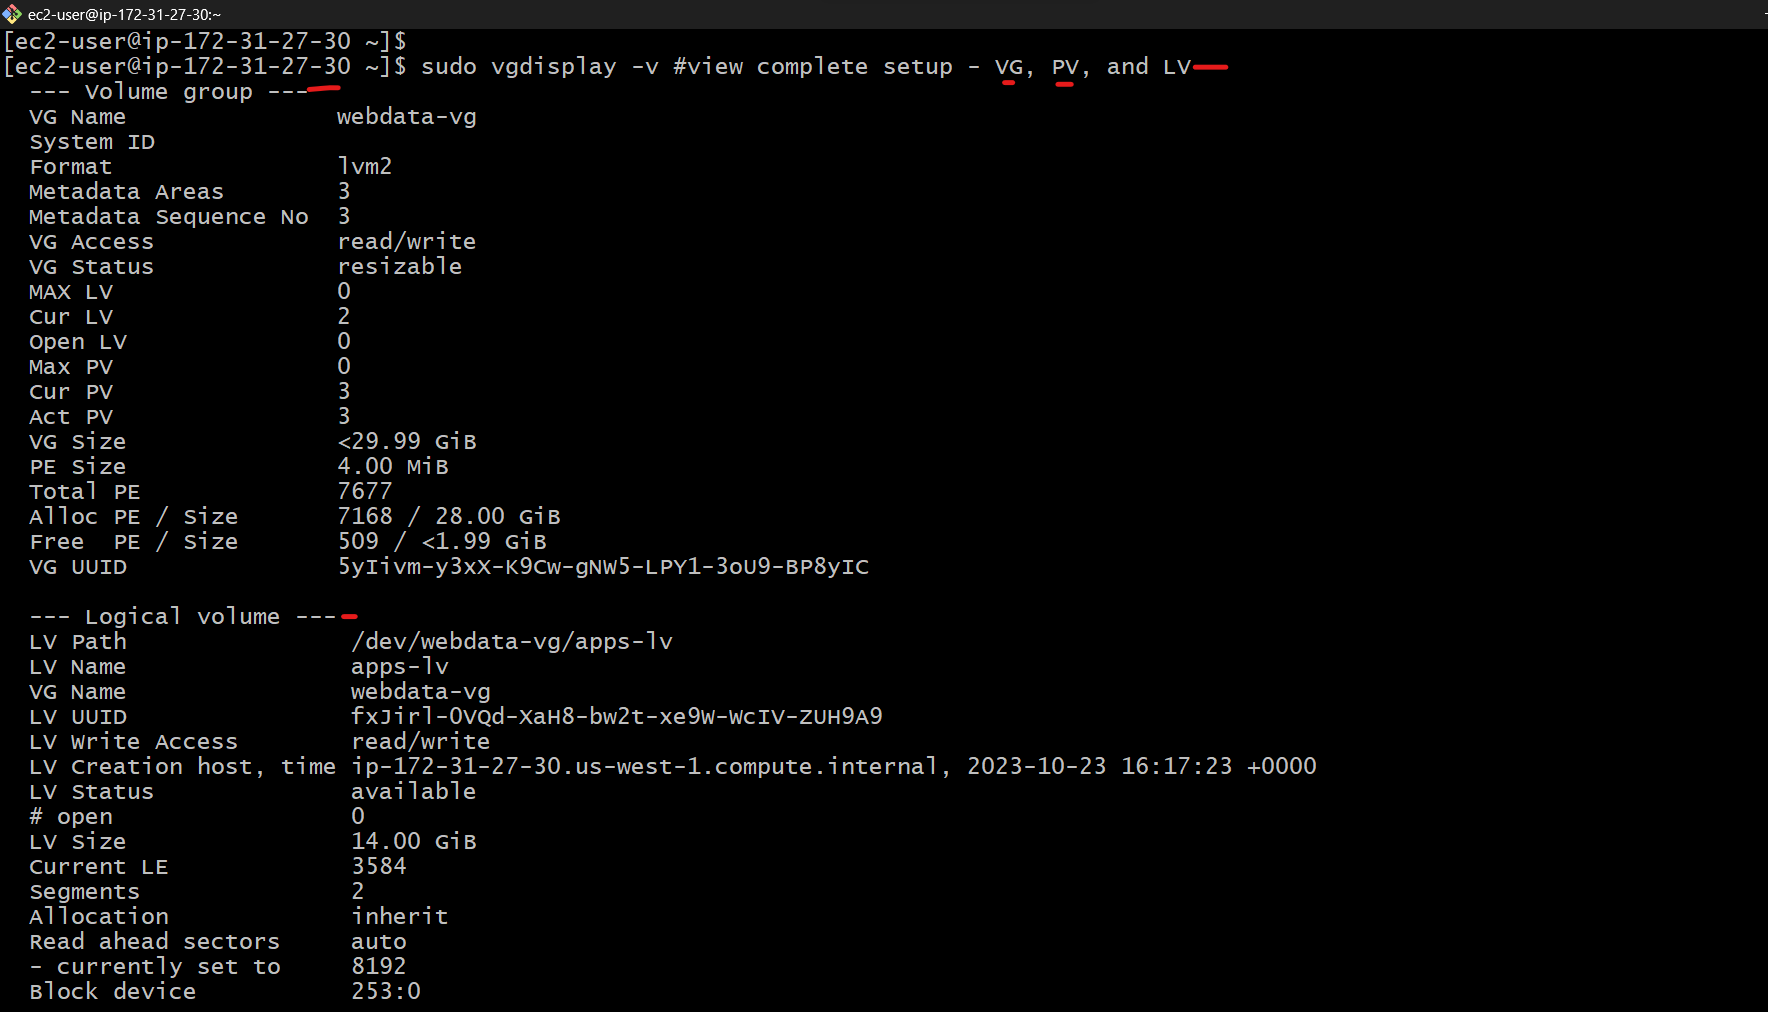 ec2-user@ip-172-31-27-30:~
[ec2-user@ip-172-31-27-30 ~]$
[ec2-user@ip-172-31-27-30 ~]$ sudo vgdisplay -v #view complete setup - VG, PV, and LV
--- Volume group ---
VG Name webdata-vg
System ID
Format lvm2
Metadata Areas 3
Metadata Sequence No 3
VG Access read/write
VG Status resizable
MAX LV 0
Cur LV 2
Open LV 0
Max PV 0
Cur PV 3
Act PV 3
VG Size <29.99 GiB
PE Size 4.00 MiB
Total PE 7677
Alloc PE / Size 7168 / 28.00 GiB
Free  PE / Size 509 / <1.99 GiB
VG UUID 5yIivm-y3xX-K9Cw-gNW5-LPY1-3oU9-BP8yIC
--- Logical volume ---
LV Path /dev/webdata-vg/apps-lv
LV Name apps-lv
VG Name webdata-vg
LV UUID fxJirl-OVQd-XaH8-bw2t-xe9W-WcIV-ZUH9A9
LV Write Access read/write
LV Creation host, time ip-172-31-27-30.us-west-1.compute.internal, 2023-10-23 16:17:23 +0000
LV Status available
# open 0
LV Size 14.00 GiB
Current LE 3584
Segments 2
Allocation inherit
Read ahead sectors auto
- currently set to 8192
Block device 253:0